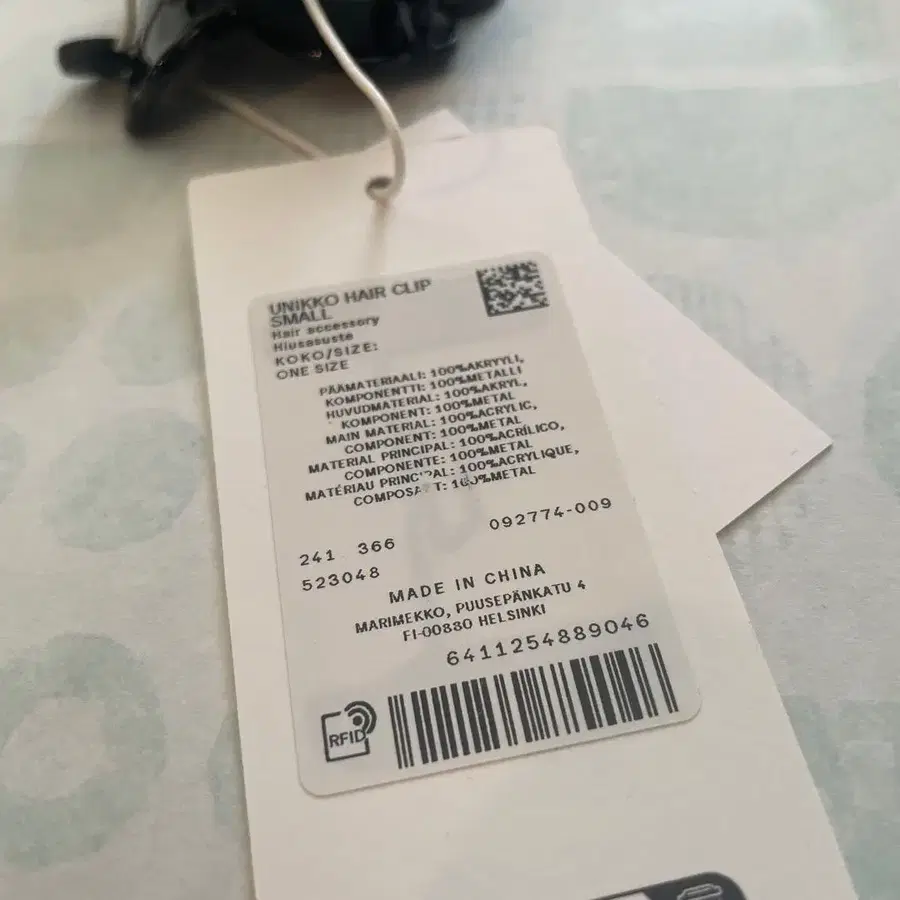 UNIKKO HAIR CLIP
SMALL
Hair accessory
Hiusasuste
KOKO/SIZE:
ONE SIZE
PÄÄMATERIAALI: 100%AKRYYLI,
KOMPONENTTI: 100%METALLI
HUVUDMATERIAL: 100%AKRYL,
KOMPONENT: 100%METAL
MAIN MATERIAL: 100%ACRYLIC,
COMPONENT: 100%METAL
MATERIAL PRINCIPAL: 100%ACRÍLICO,
COMPONENTE: 100%METAL
MATÉRIAU PRINCIPAL: 100%ACRYLIQUE,
COMPOSANT: 100%METAL
241 366
092774-009
523048
MADE IN CHINA
MARIMEKKO, PUUSEPÄNKATU 4
FI-00880 HELSINKI
6411254889046
RFID